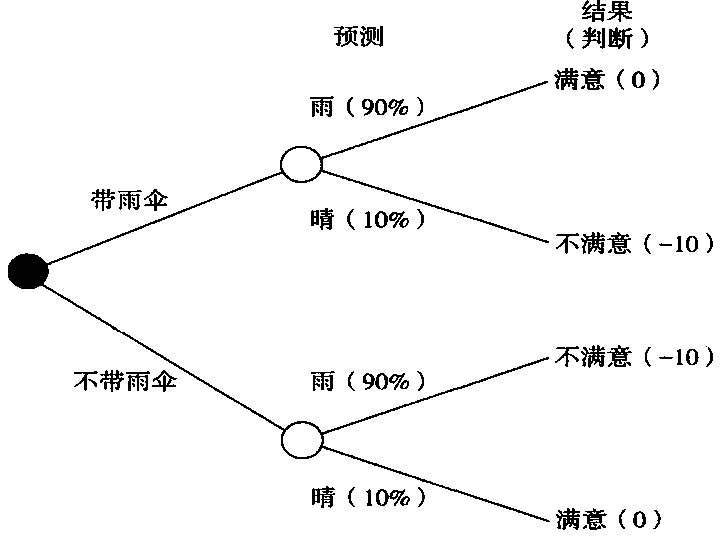 预测
结果
（判断）
满意（0）
雨（90%）
带雨伞
晴（10%）
不满意（-10）
不满意（-10）
不带雨伞
雨（90%）
晴（10%）
满意（0）